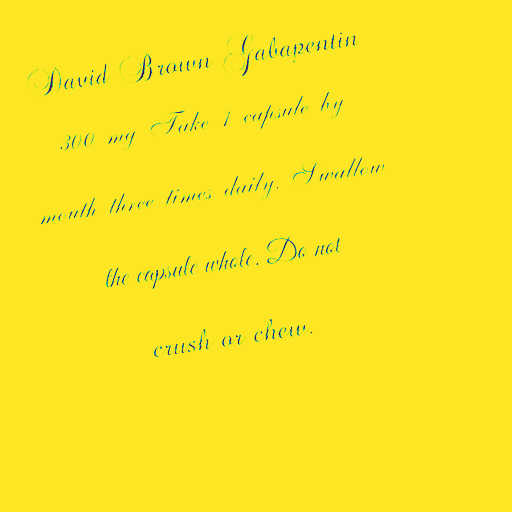 David Brown Gabapentin
300 mg Take 1 capsule by
mouth three times daily. Swallow
the capsule whole. Do not
crush or chew.